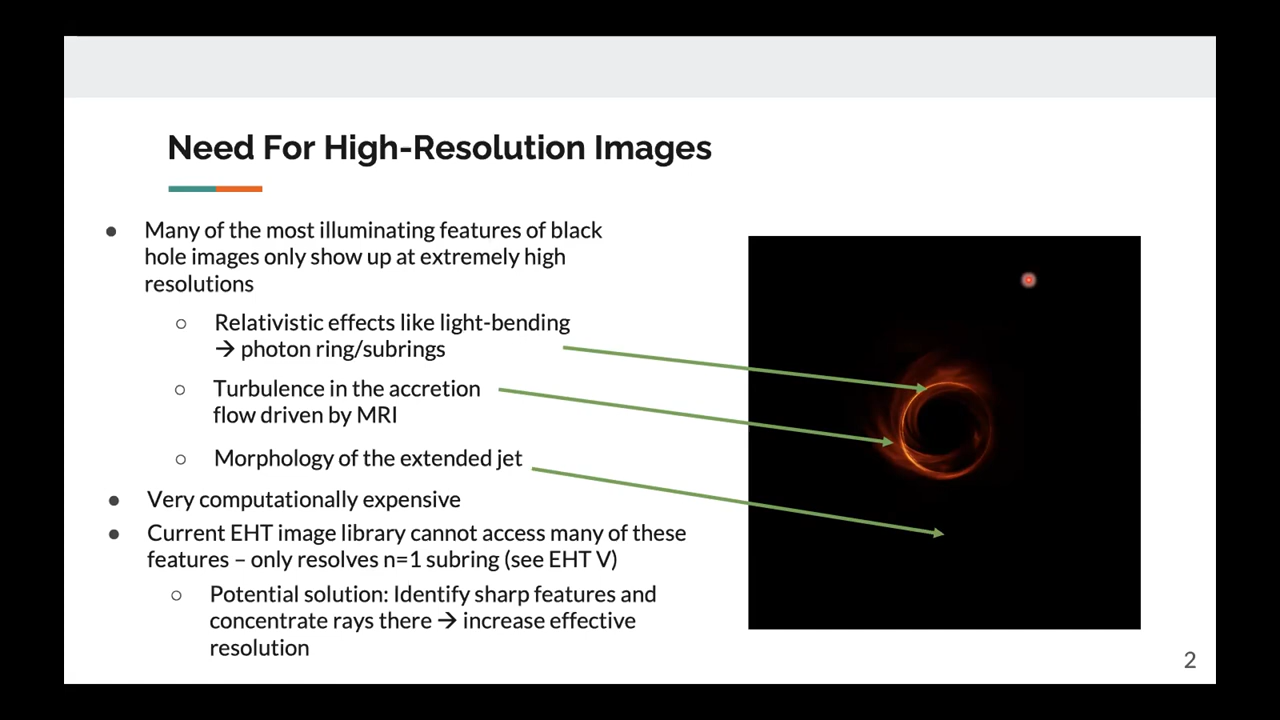 Need For High-Resolution Images
● Many of the most illuminating features of black
hole images only show up at extremely high
resolutions
○ Relativistic effects like light-bending
→ photon ring/subrings
○ Turbulence in the accretion
flow driven by MRI
○ Morphology of the extended jet
● Very computationally expensive
● Current EHT image library cannot access many of these
features – only resolves n=1 subring (see EHT V)
○ Potential solution: Identify sharp features and
concentrate rays there → increase effective
resolution
2